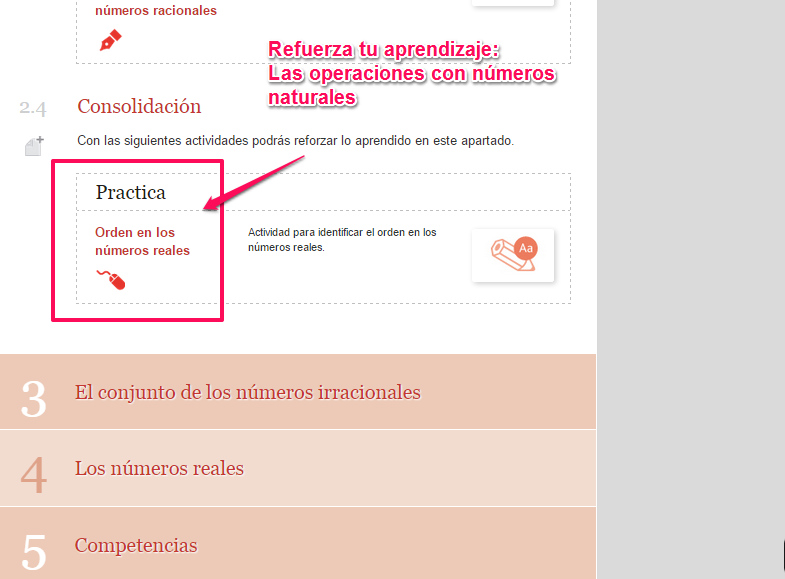 números racionales
Refuerza tu aprendizaje:
Las operaciones con números
naturales
2.4 Consolidación
Con las siguientes actividades podrás reforzar lo aprendido en este apartado.
Practica
Orden en los
números reales
Actividad para identificar el orden en los
números reales.
Aa
3 El conjunto de los números irracionales
4 Los números reales
5 Competencias